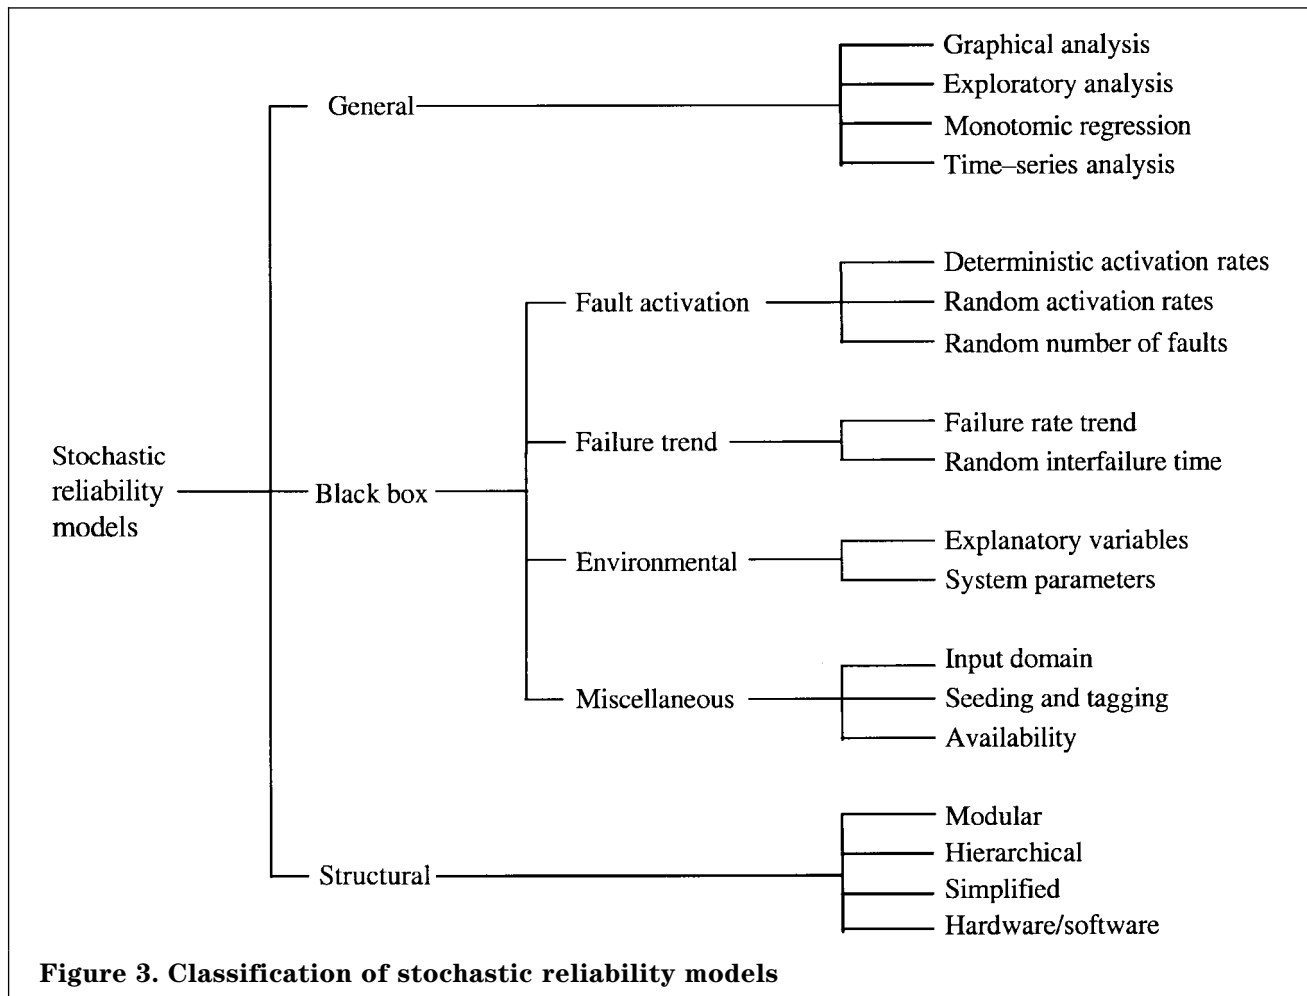 Graphical analysis
Exploratory analysis
General
Monotomic regression
Time–series analysis
Deterministic activation rates
Fault activation
Random activation rates
Random number of faults
Failure rate trend
Failure trend
Random interfailure time
Stochastic
reliability
models
Black box
Explanatory variables
Environmental
System parameters
Input domain
Miscellaneous
Seeding and tagging
Availability
Modular
Hierarchical
Structural
Simplified
Hardware/software
Figure 3. Classification of stochastic reliability models